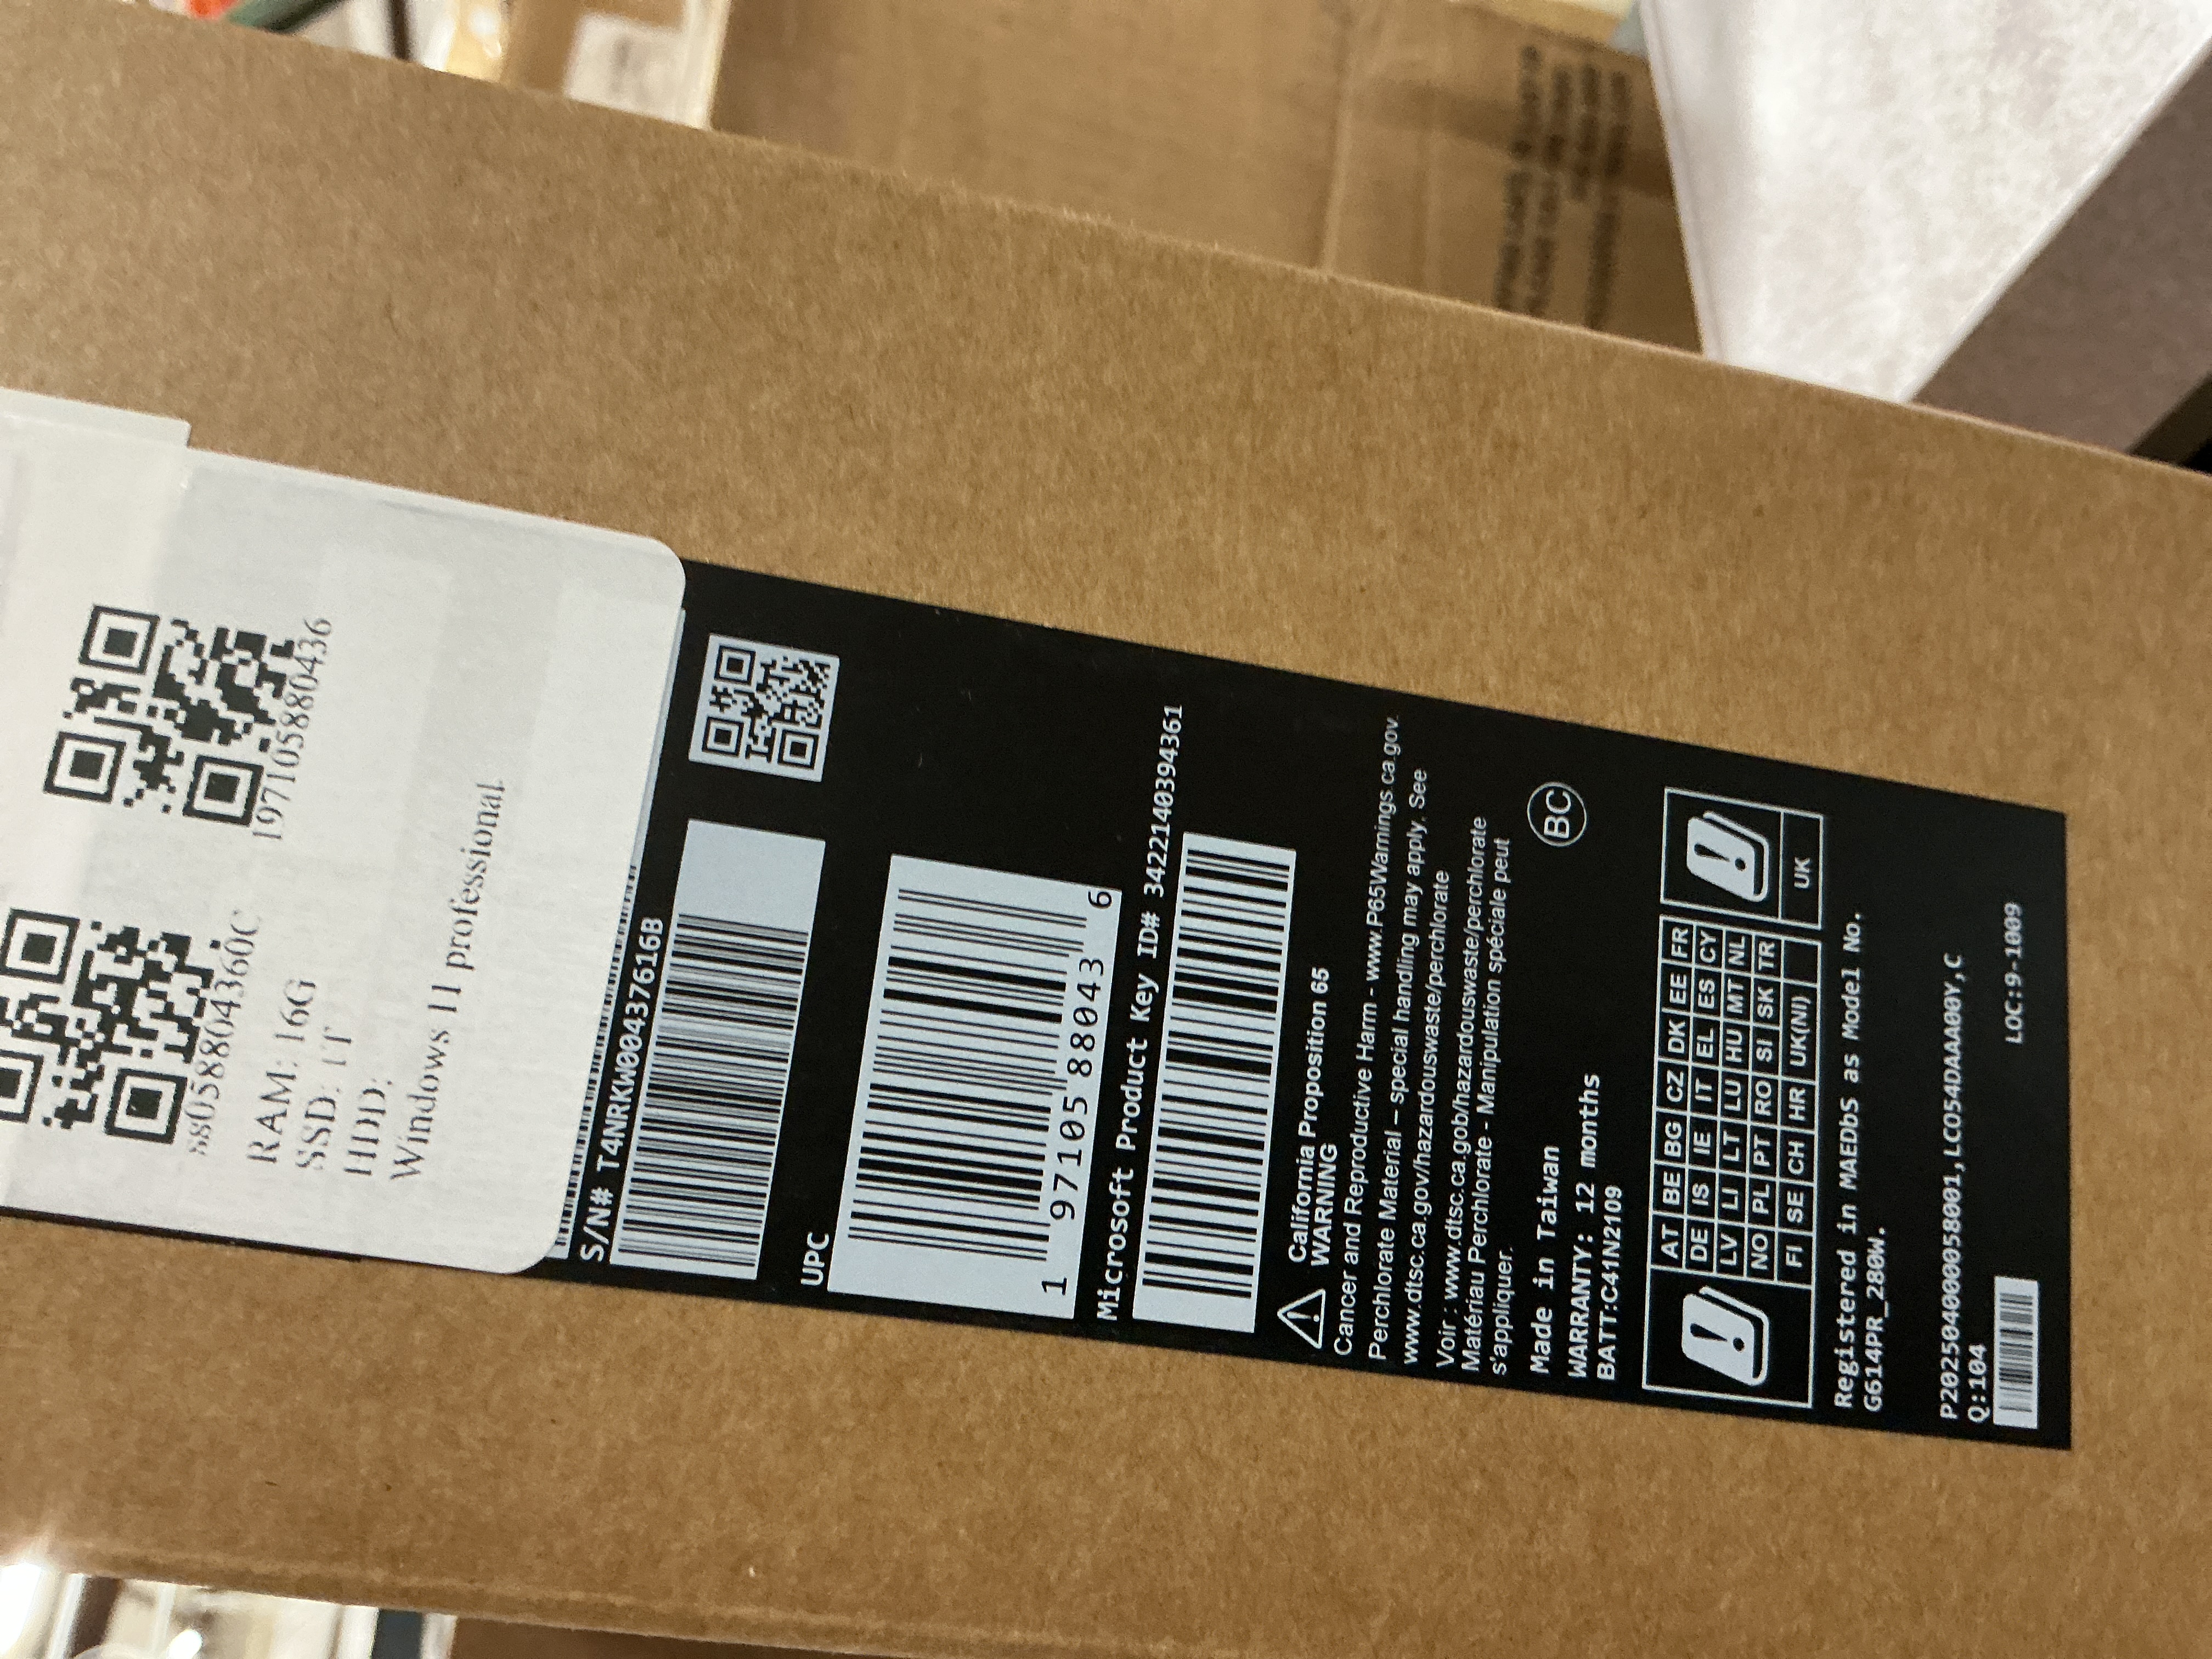 197105880436
5880588043​60C
RAM: 16G
SSD: 1T
HDD:
Windows 11 professional.
S/N# T4NRKW00437616B
UPC
1 97105 88043 6
Microsoft Product Key ID# 3422140394361
California Proposition 65
WARNING
Cancer and Reproductive Harm - www.P65Warnings.ca.gov.
Perchlorate Material – special handling may apply. See
www.dtsc.ca.gov/hazardouswaste/perchlorate
Voir : www.dtsc.ca.gob/hazardouswaste/perchlorate
Matériau Perchlorate - Manipulation spéciale peut
s'appliquer.
BC
Made in Taiwan
WARRANTY: 12 months
BATT:C41N2109
AT BE BG CZ DK EE FR
DE IS IE IT EL ES CY
LV LI LT LU HU MT NL
NO PL PT RO SI SK TR
FI SE CH HR UK(NI)
UK
Registered in MAEDbS as Model No.
G614PR_280W.
P202504000058001,LC054DAAA00Y,C
Q:104
LOC:9-1009